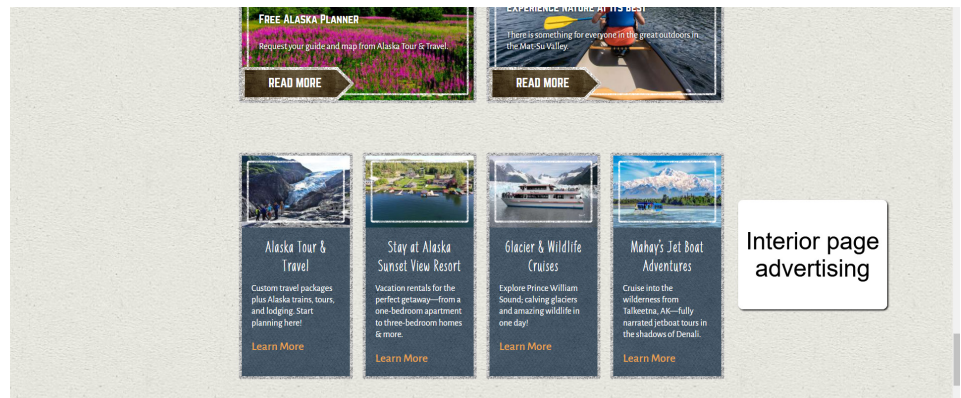 Free Alaska Planner
Request your guide and map from Alaska Tour & Travel.
READ MORE
Experience Nature at Its Best
There is something for everyone in the great outdoors in
the Mat-Su Valley.
READ MORE
Alaska Tour &
Travel
Custom travel packages
plus Alaska trains, tours,
and lodging. Start
planning here!
Learn More
Stay at Alaska
Sunset View Resort
Vacation rentals for the
perfect getaway—from a
one-bedroom apartment
to three-bedroom homes
& more.
Learn More
Glacier & Wildlife
Cruises
Explore Prince William
Sound; calving glaciers
and amazing wildlife in
one day!
Learn More
Mahay's Jet Boat
Adventures
Cruise into the
wilderness from
Talkeetna, AK—fully
narrated jetboat tours in
the shadows of Denali.
Learn More
Interior page
advertising